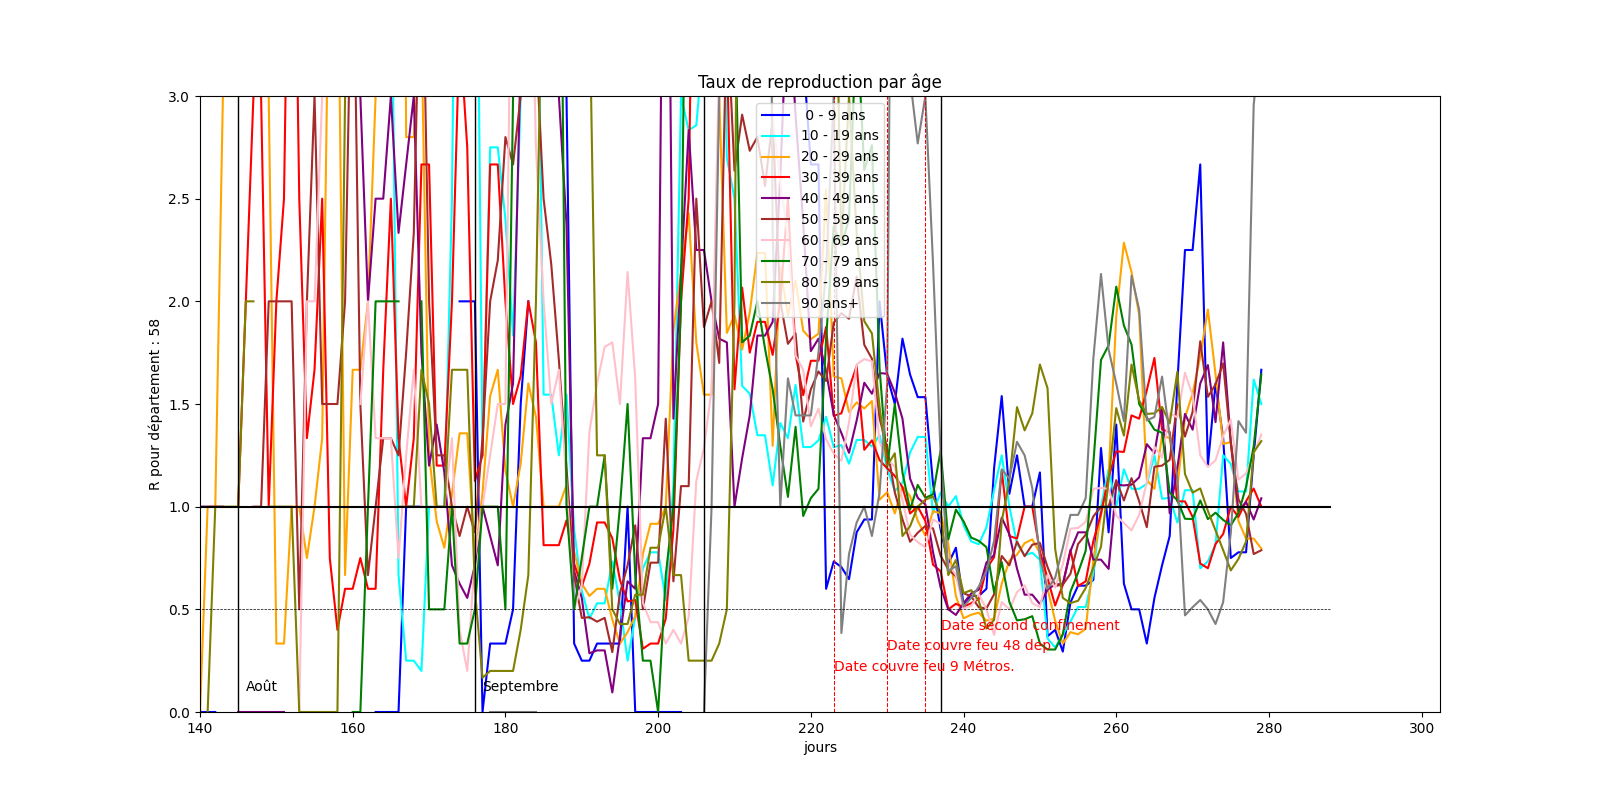 Taux de reproduction par âge
R pour département : 58
3.0
2.5
2.0
1.5
1.0
0.5
0.0
0 - 9 ans
10 - 19 ans
20 - 29 ans
30 - 39 ans
40 - 49 ans
50 - 59 ans
60 - 69 ans
70 - 79 ans
80 - 89 ans
90 ans+
Date second confinement
Date couvre feu 48 dep.
Date couvre feu 9 Métros.
Août
Septembre
140 160 180 200 220 240 260 280 300
jours